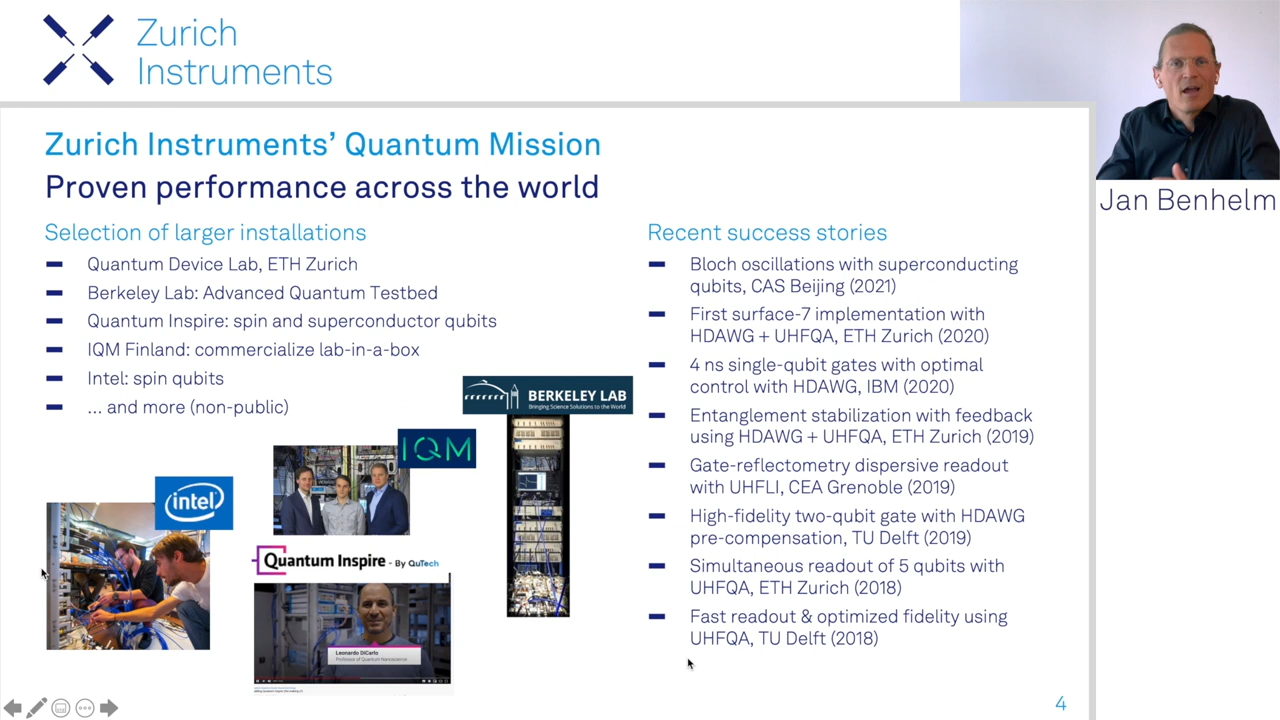 Zurich
Instruments
Jan Benhelm
Zurich Instruments’ Quantum Mission
Proven performance across the world
Selection of larger installations
Quantum Device Lab, ETH Zurich
Berkeley Lab: Advanced Quantum Testbed
Quantum Inspire: spin and superconductor qubits
IQM Finland: commercialize lab-in-a-box
Intel: spin qubits
... and more (non-public)
BERKELEY LAB
Bringing Science Solutions to the World
IQM
intel
Quantum Inspire - By QuTech
Leonardo DiCarlo
Professor of Quantum Nanoscience
Recent success stories
Bloch oscillations with superconducting
qubits, CAS Beijing (2021)
First surface-7 implementation with
HDAWG + UHFQA, ETH Zurich (2020)
4 ns single-qubit gates with optimal
control with HDAWG, IBM (2020)
Entanglement stabilization with feedback
using HDAWG + UHFQA, ETH Zurich (2019)
Gate-reflectometry dispersive readout
with UHFLI, CEA Grenoble (2019)
High-fidelity two-qubit gate with HDAWG
pre-compensation, TU Delft (2019)
Simultaneous readout of 5 qubits with
UHFQA, ETH Zurich (2018)
Fast readout & optimized fidelity using
UHFQA, TU Delft (2018)
4